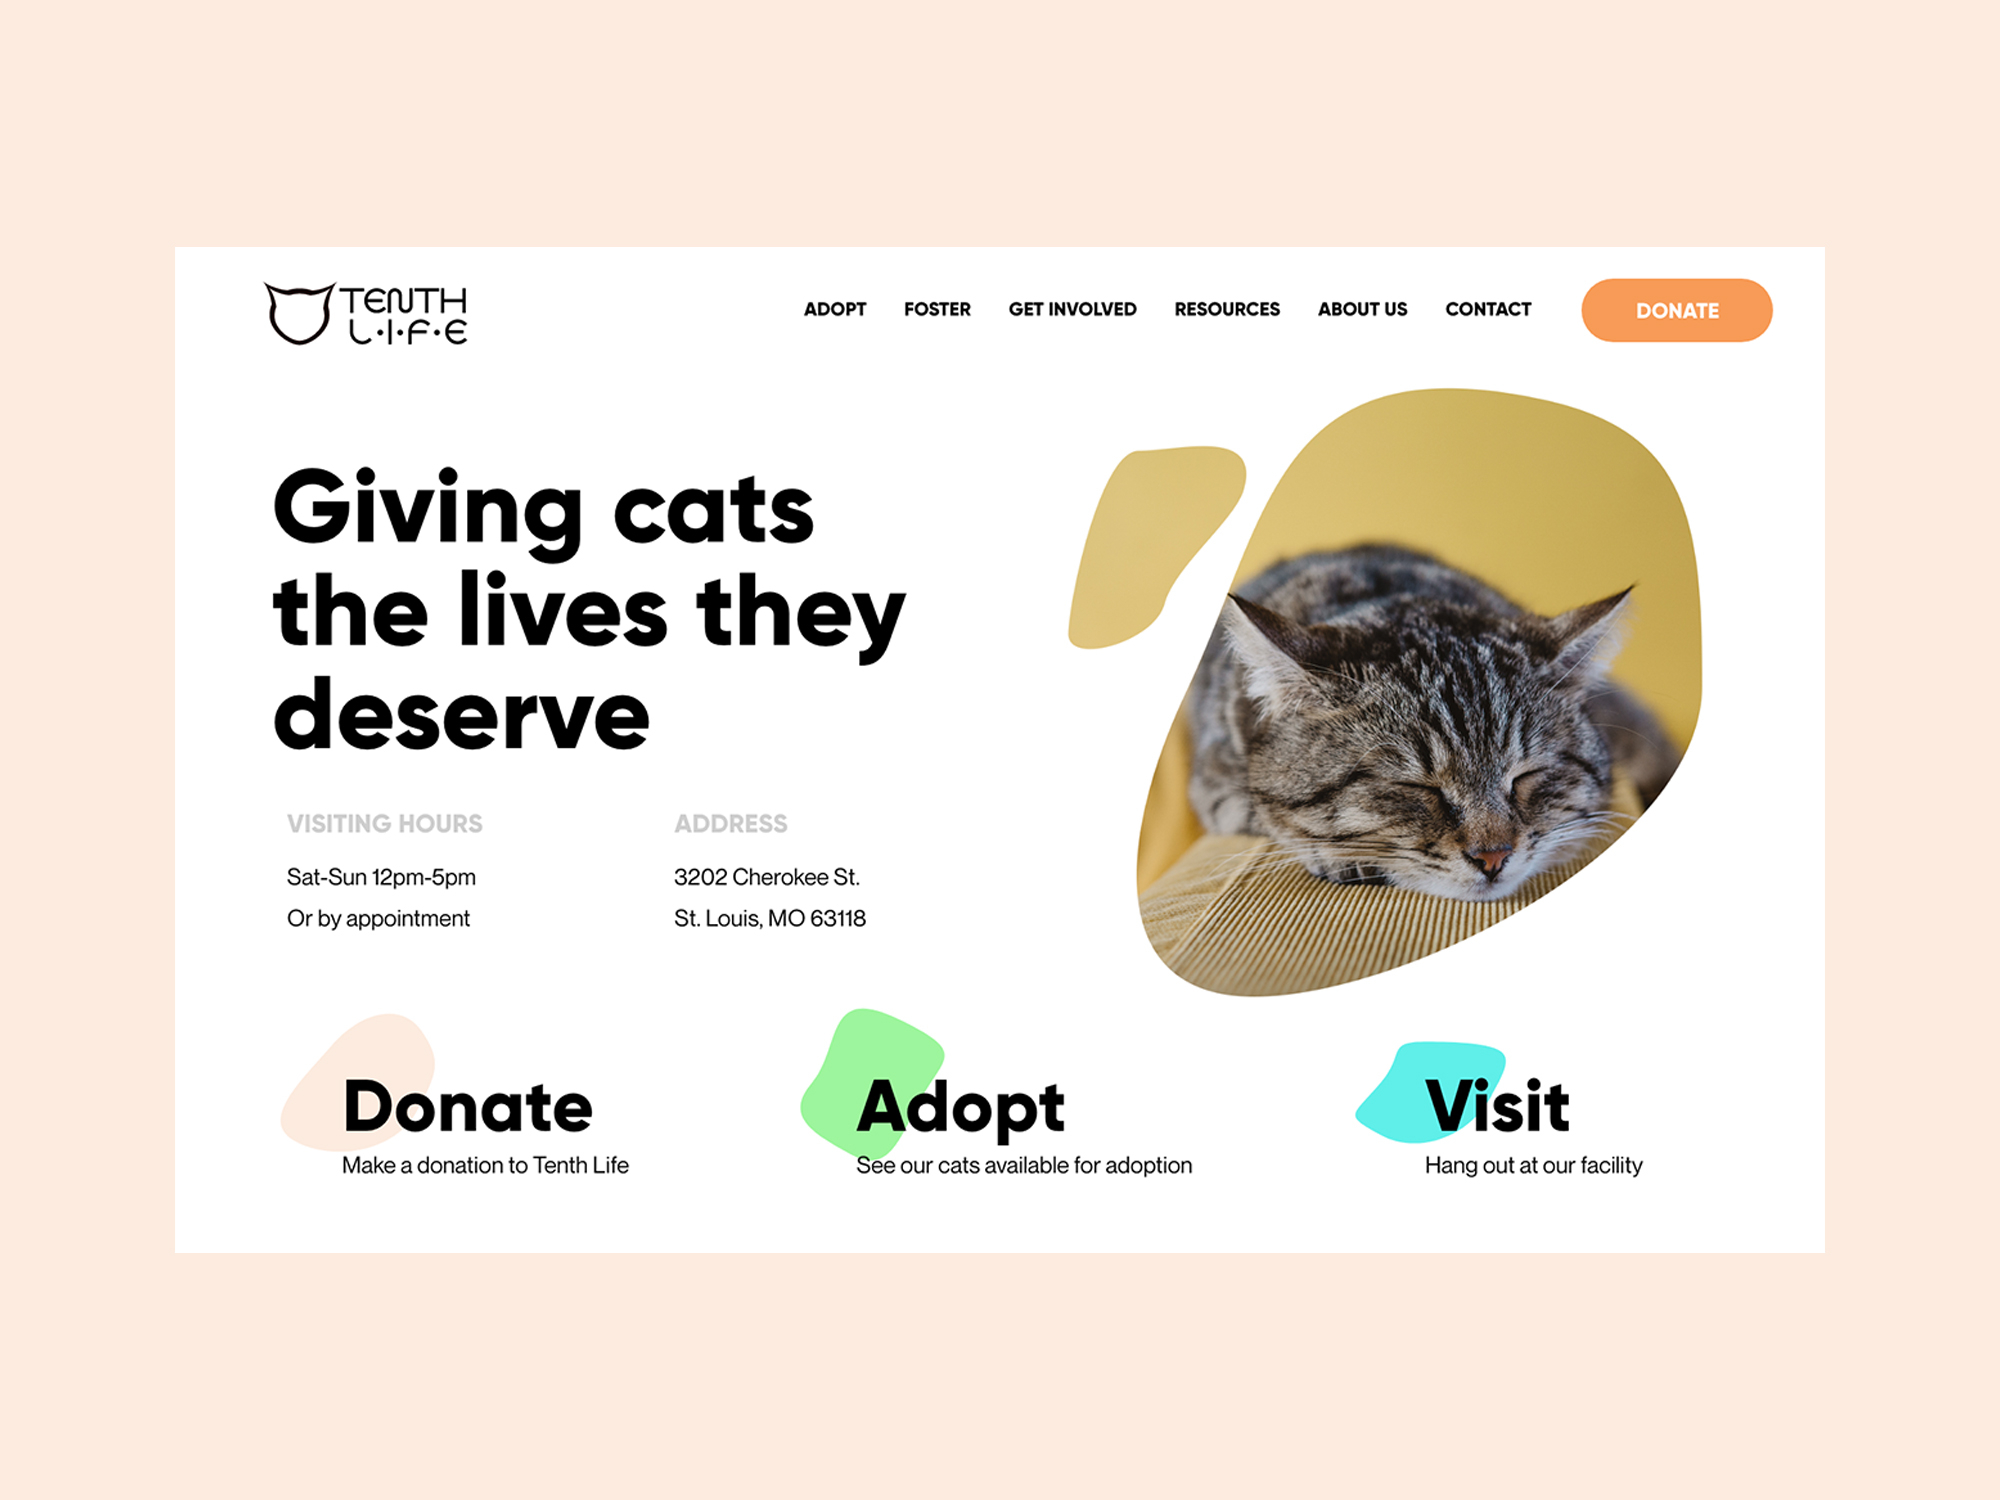 TENTH
L·I·F·E
ADOPT FOSTER GET INVOLVED RESOURCES ABOUT US CONTACT DONATE
Giving cats
the lives they
deserve
VISITING HOURS
Sat-Sun 12pm-5pm
Or by appointment
ADDRESS
3202 Cherokee St.
St. Louis, MO 63118
Donate
Make a donation to Tenth Life
Adopt
See our cats available for adoption
Visit
Hang out at our facility